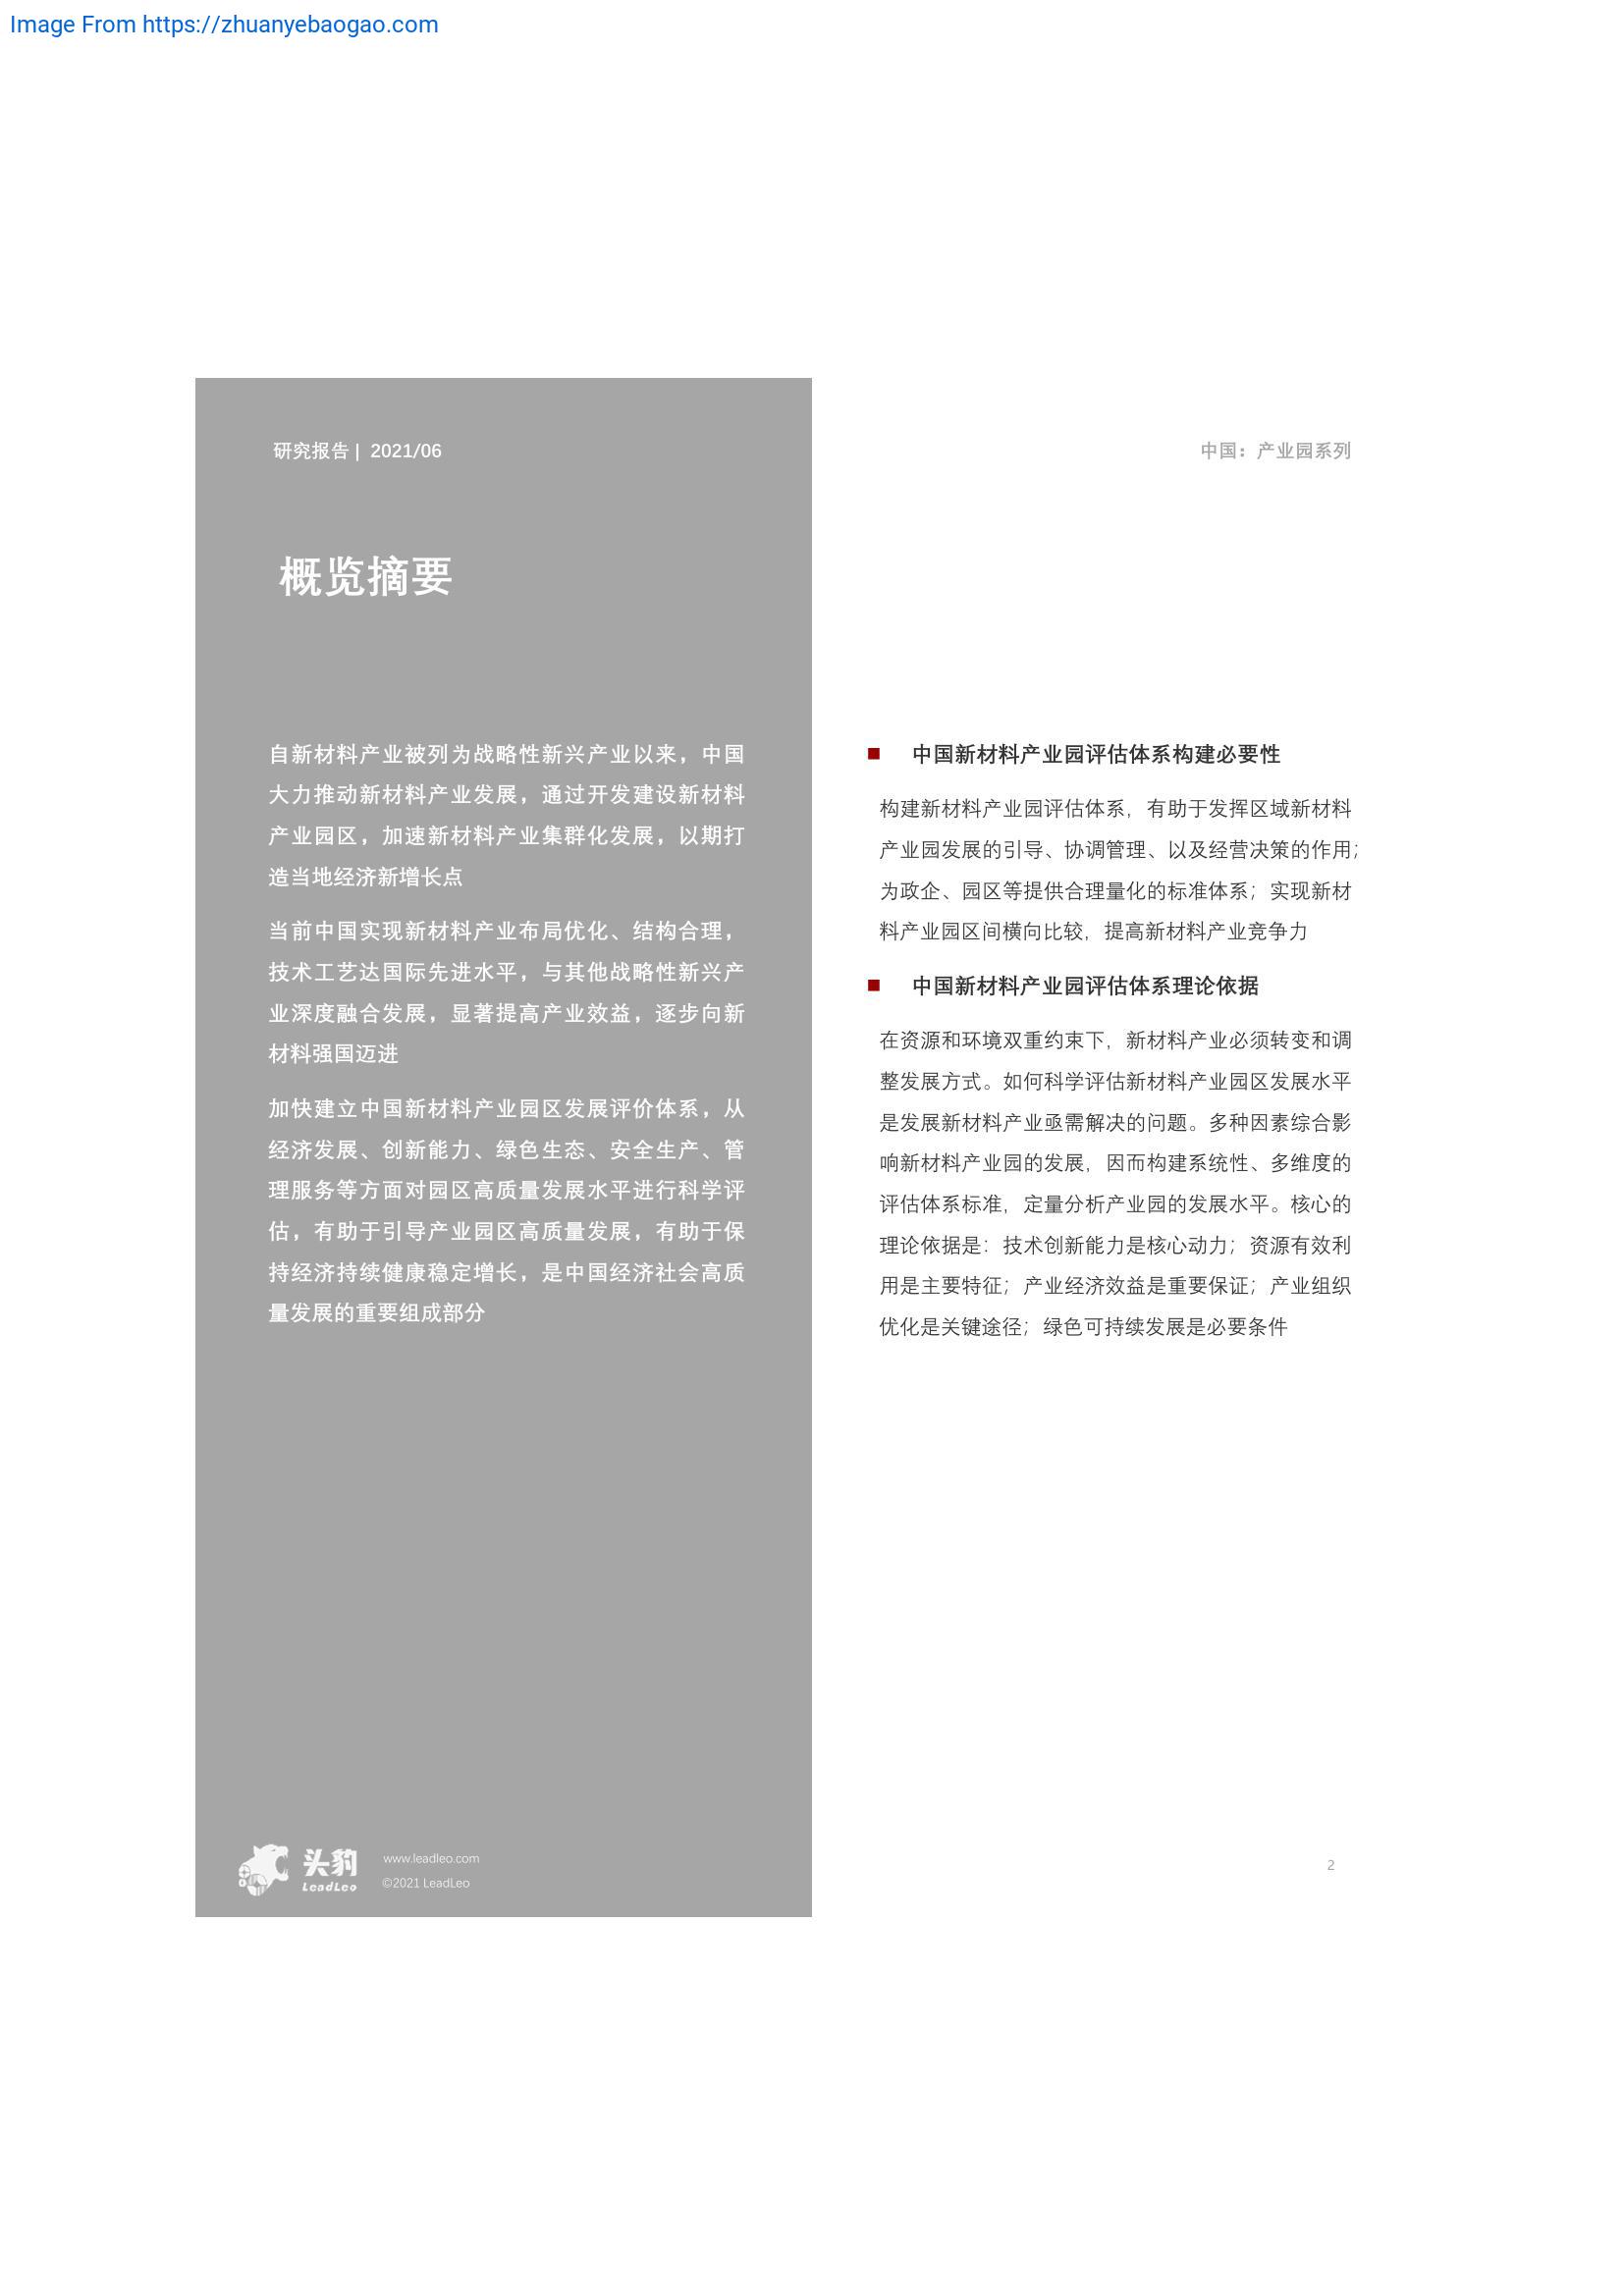 Image From https://zhuanyebaogao.com
研究报告 | 2021/06
中国：产业园系列
概览摘要
自新材料产业被列为战略性新兴产业以来，中国
大力推动新材料产业发展，通过开发建设新材料
产业园区，加速新材料产业集群化发展，以期打
造当地经济新增长点
当前中国实现新材料产业布局优化、结构合理，
技术工艺达国际先进水平，与其他战略性新兴产
业深度融合发展，显著提高产业效益，逐步向新
材料强国迈进
加快建立中国新材料产业园区发展评价体系，从
经济发展、创新能力、绿色生态、安全生产、管
理服务等方面对园区高质量发展水平进行科学评
估，有助于引导产业园区高质量发展，有助于保
持经济持续健康稳定增长，是中国经济社会高质
量发展的重要组成部分
中国新材料产业园评估体系构建必要性
构建新材料产业园评估体系，有助于发挥区域新材料
产业园发展的引导、协调管理、以及经营决策的作用；
为政企、园区等提供合理量化的标准体系；实现新材
料产业园区间横向比较，提高新材料产业竞争力
中国新材料产业园评估体系理论依据
在资源和环境双重约束下，新材料产业必须转变和调
整发展方式。如何科学评估新材料产业园区发展水平
是发展新材料产业亟需解决的问题。多种因素综合影
响新材料产业园的发展，因而构建系统性、多维度的
评估体系标准，定量分析产业园的发展水平。核心的
理论依据是：技术创新能力是核心动力；资源有效利
用是主要特征；产业经济效益是重要保证；产业组织
优化是关键途径；绿色可持续发展是必要条件
头豹
LeadLeo
www.leadleo.com
©2021 LeadLeo
2